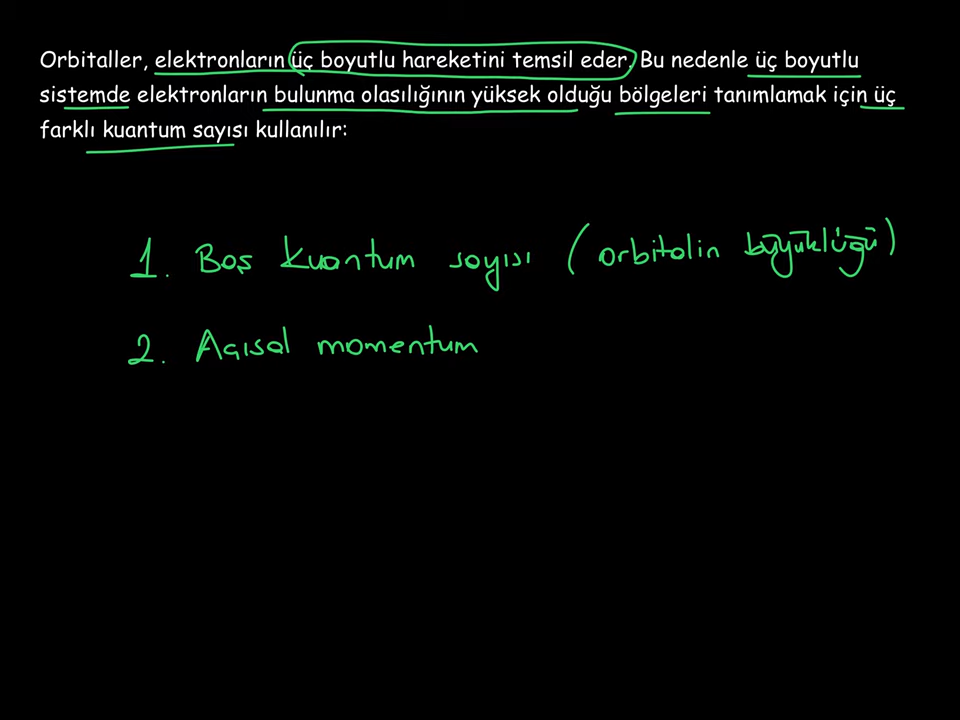 Orbitaller, elektronların üç boyutlu hareketini temsil eder. Bu nedenle üç boyutlu
sistemde elektronların bulunma olasılığının yüksek olduğu bölgeleri tanımlamak için üç
farklı kuantum sayısı kullanılır:
1. Baş kuantum sayısı (orbitalin büyüklüğü)
2. Açısal momentum